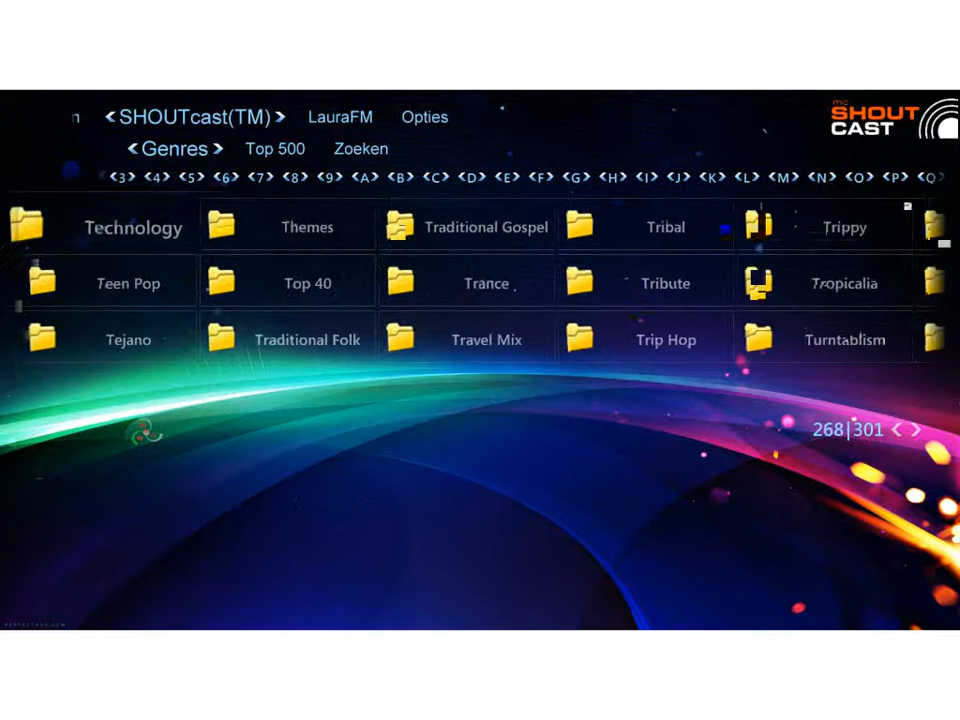 n <SHOUTcast(TM)> LauraFM Opties
mc SHOUT CAST
<Genres> Top 500 Zoeken
<3> <4> <5> <6> <7> <8> <9> <A> <B> <C> <D> <E> <F> <G> <H> <I> <J> <K> <L> <M> <N> <O> <P> <Q>
Technology Themes Traditional Gospel Tribal Trippy
Teen Pop Top 40 Trance Tribute Tropicalia
Tejano Traditional Folk Travel Mix Trip Hop Turntablism
268|301 < >